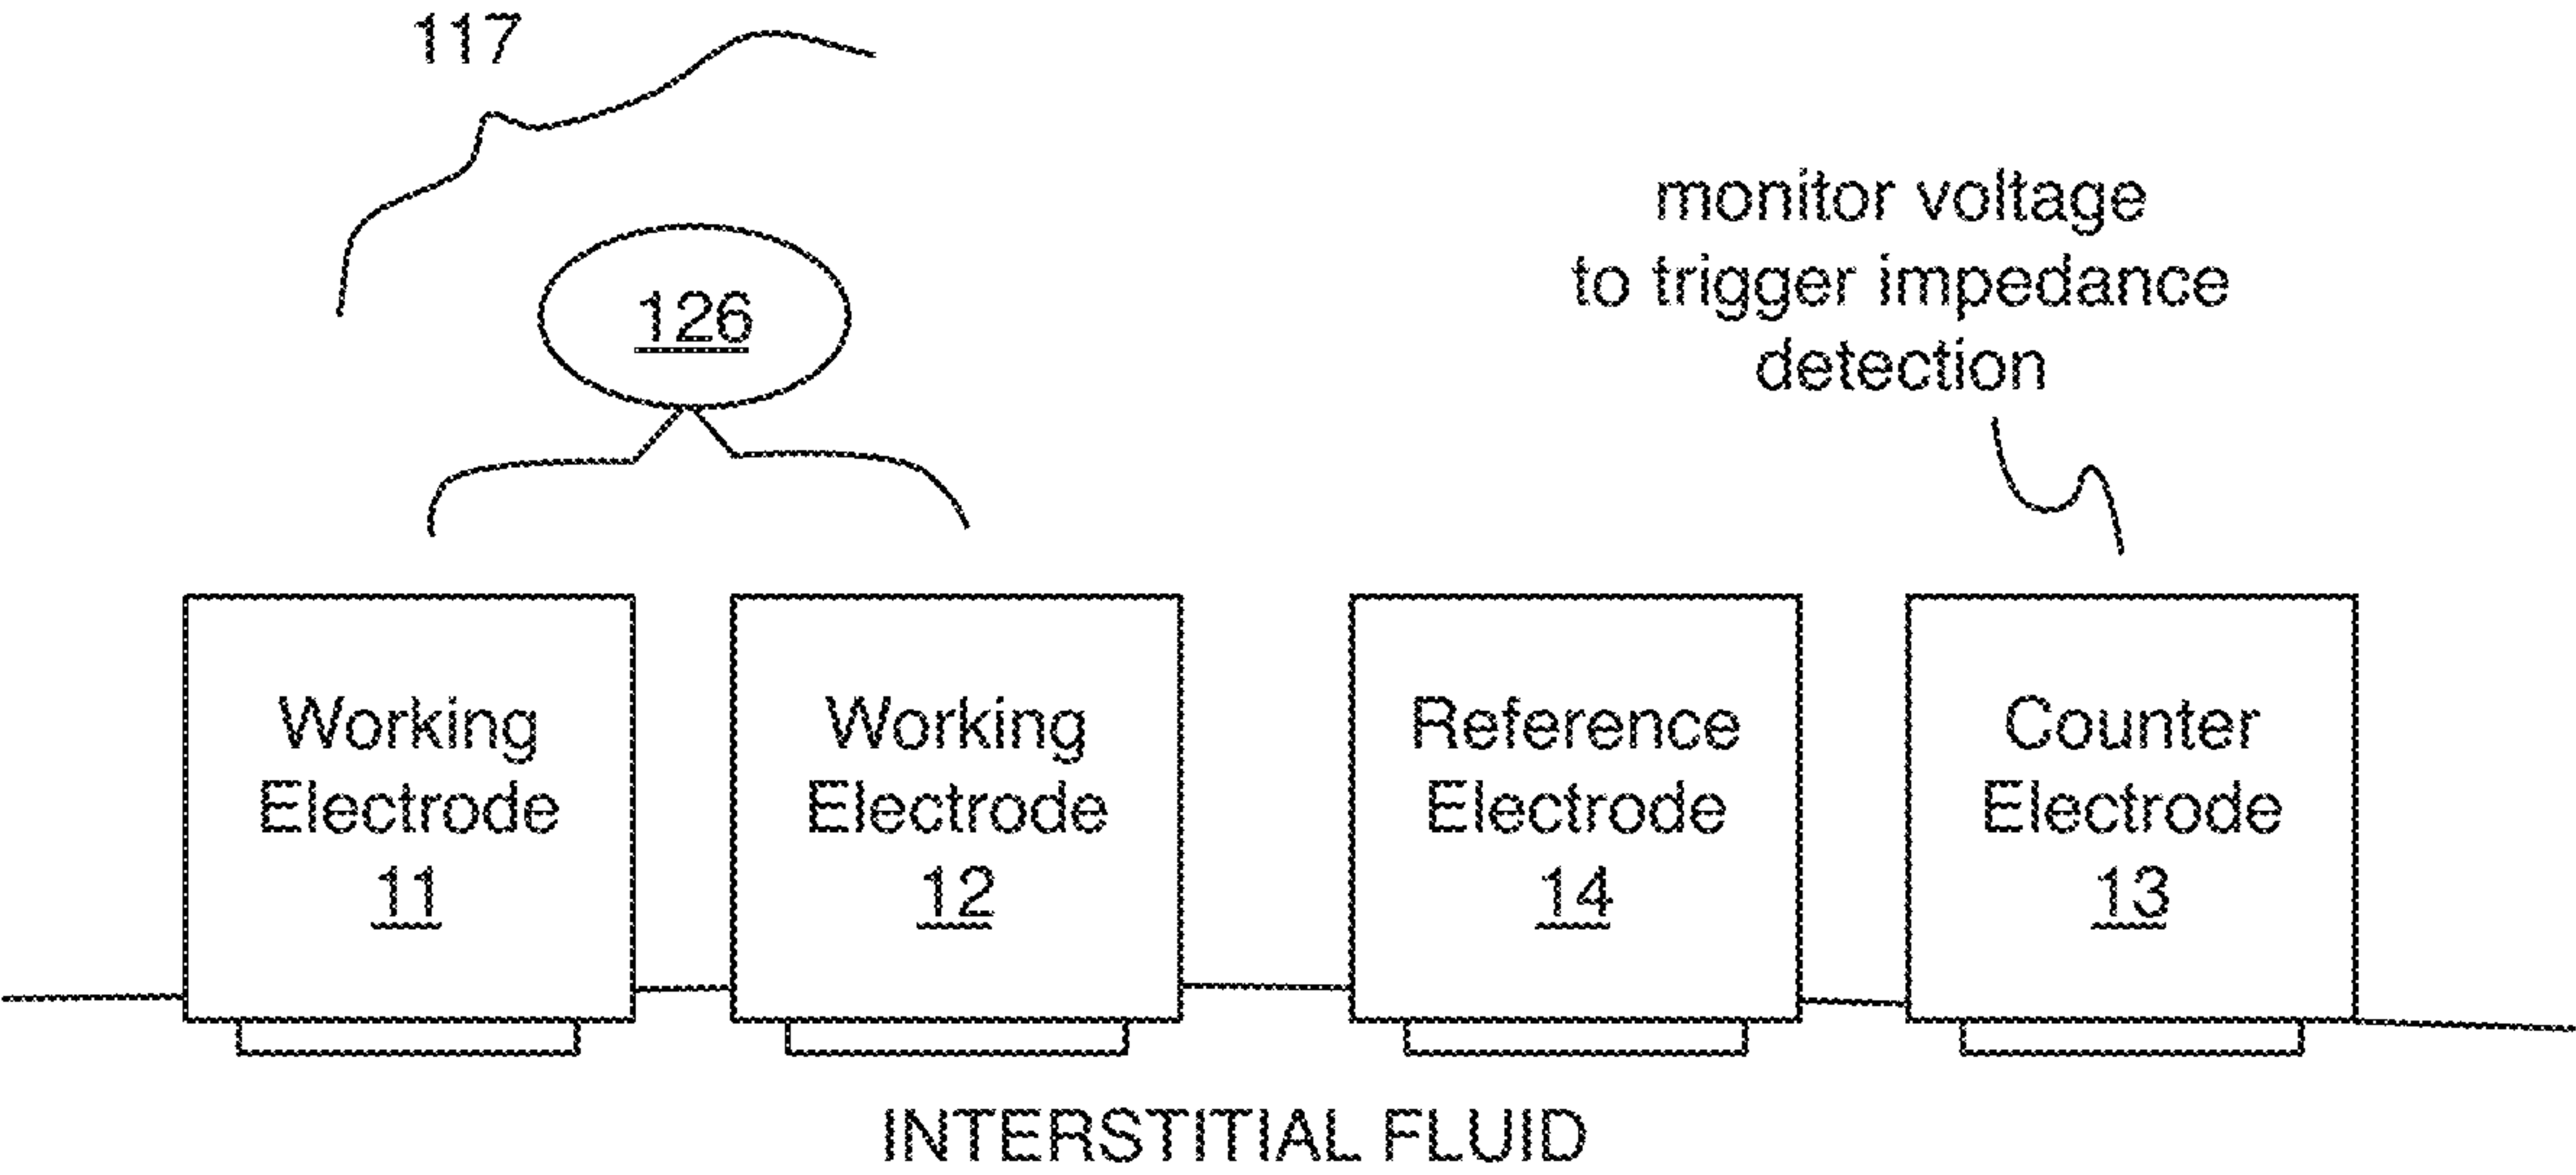 117
126
monitor voltage
to trigger impedance
detection
Working
Electrode
11
Working
Electrode
12
Reference
Electrode
14
Counter
Electrode
13
INTERSTITIAL FLUID